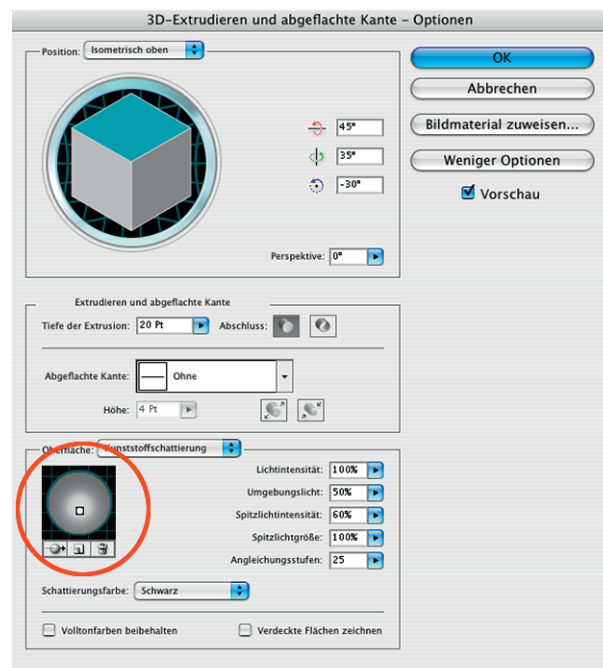 3D-Extrudieren und abgeflachte Kante – Optionen
Position: Isometrisch oben
45°
35°
-30°
Perspektive: 0°
OK
Abbrechen
Bildmaterial zuweisen...
Weniger Optionen
Vorschau
Extrudieren und abgeflachte Kante
Tiefe der Extrusion: 20 Pt Abschluss:
Abgeflachte Kante: Ohne
Höhe: 4 Pt
Oberfläche: Kunststoffschattierung
Lichtintensität: 100%
Umgebungslicht: 50%
Spitzlichtintensität: 60%
Spitzlichtgröße: 100%
Angleichungsstufen: 25
Schattierungsfarbe: Schwarz
Volltonfarben beibehalten Verdeckte Flächen zeichnen